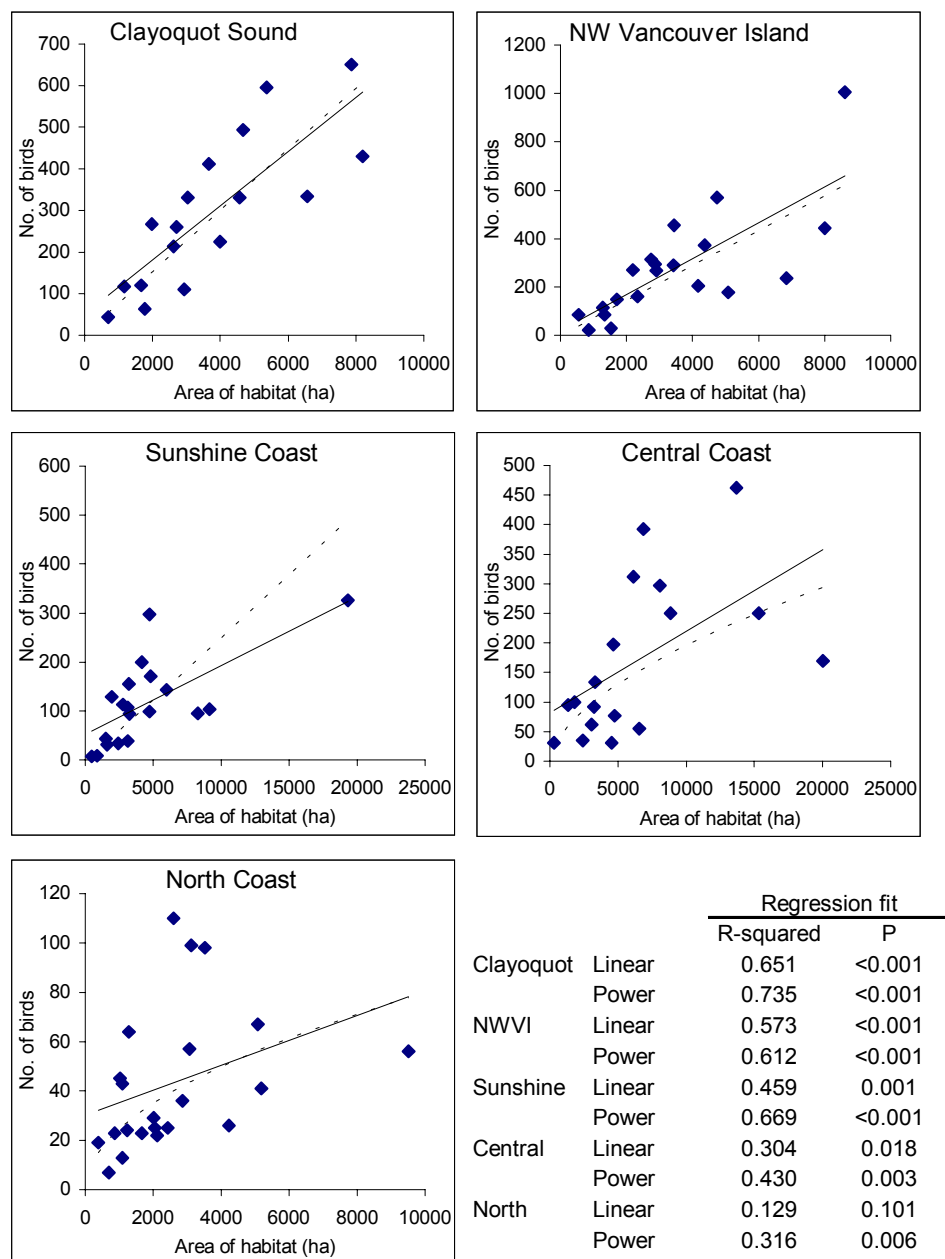 Clayoquot Sound
700
600
500
400
300
200
100
0
No. of birds
0 2000 4000 6000 8000 10000
Area of habitat (ha)
NW Vancouver Island
1200
1000
800
600
400
200
0
No. of birds
0 2000 4000 6000 8000 10000
Area of habitat (ha)
Sunshine Coast
600
500
400
300
200
100
0
No. of birds
0 5000 10000 15000 20000 25000
Area of habitat (ha)
Central Coast
500
450
400
350
300
250
200
150
100
50
0
No. of birds
0 5000 10000 15000 20000 25000
Area of habitat (ha)
North Coast
120
100
80
60
40
20
0
No. of birds
0 2000 4000 6000 8000 10000
Area of habitat (ha)
Regression fit
R-squared P
Clayoquot Linear 0.651 <0.001
Power 0.735 <0.001
NWVI Linear 0.573 <0.001
Power 0.612 <0.001
Sunshine Linear 0.459 0.001
Power 0.669 <0.001
Central Linear 0.304 0.018
Power 0.430 0.003
North Linear 0.129 0.101
Power 0.316 0.006